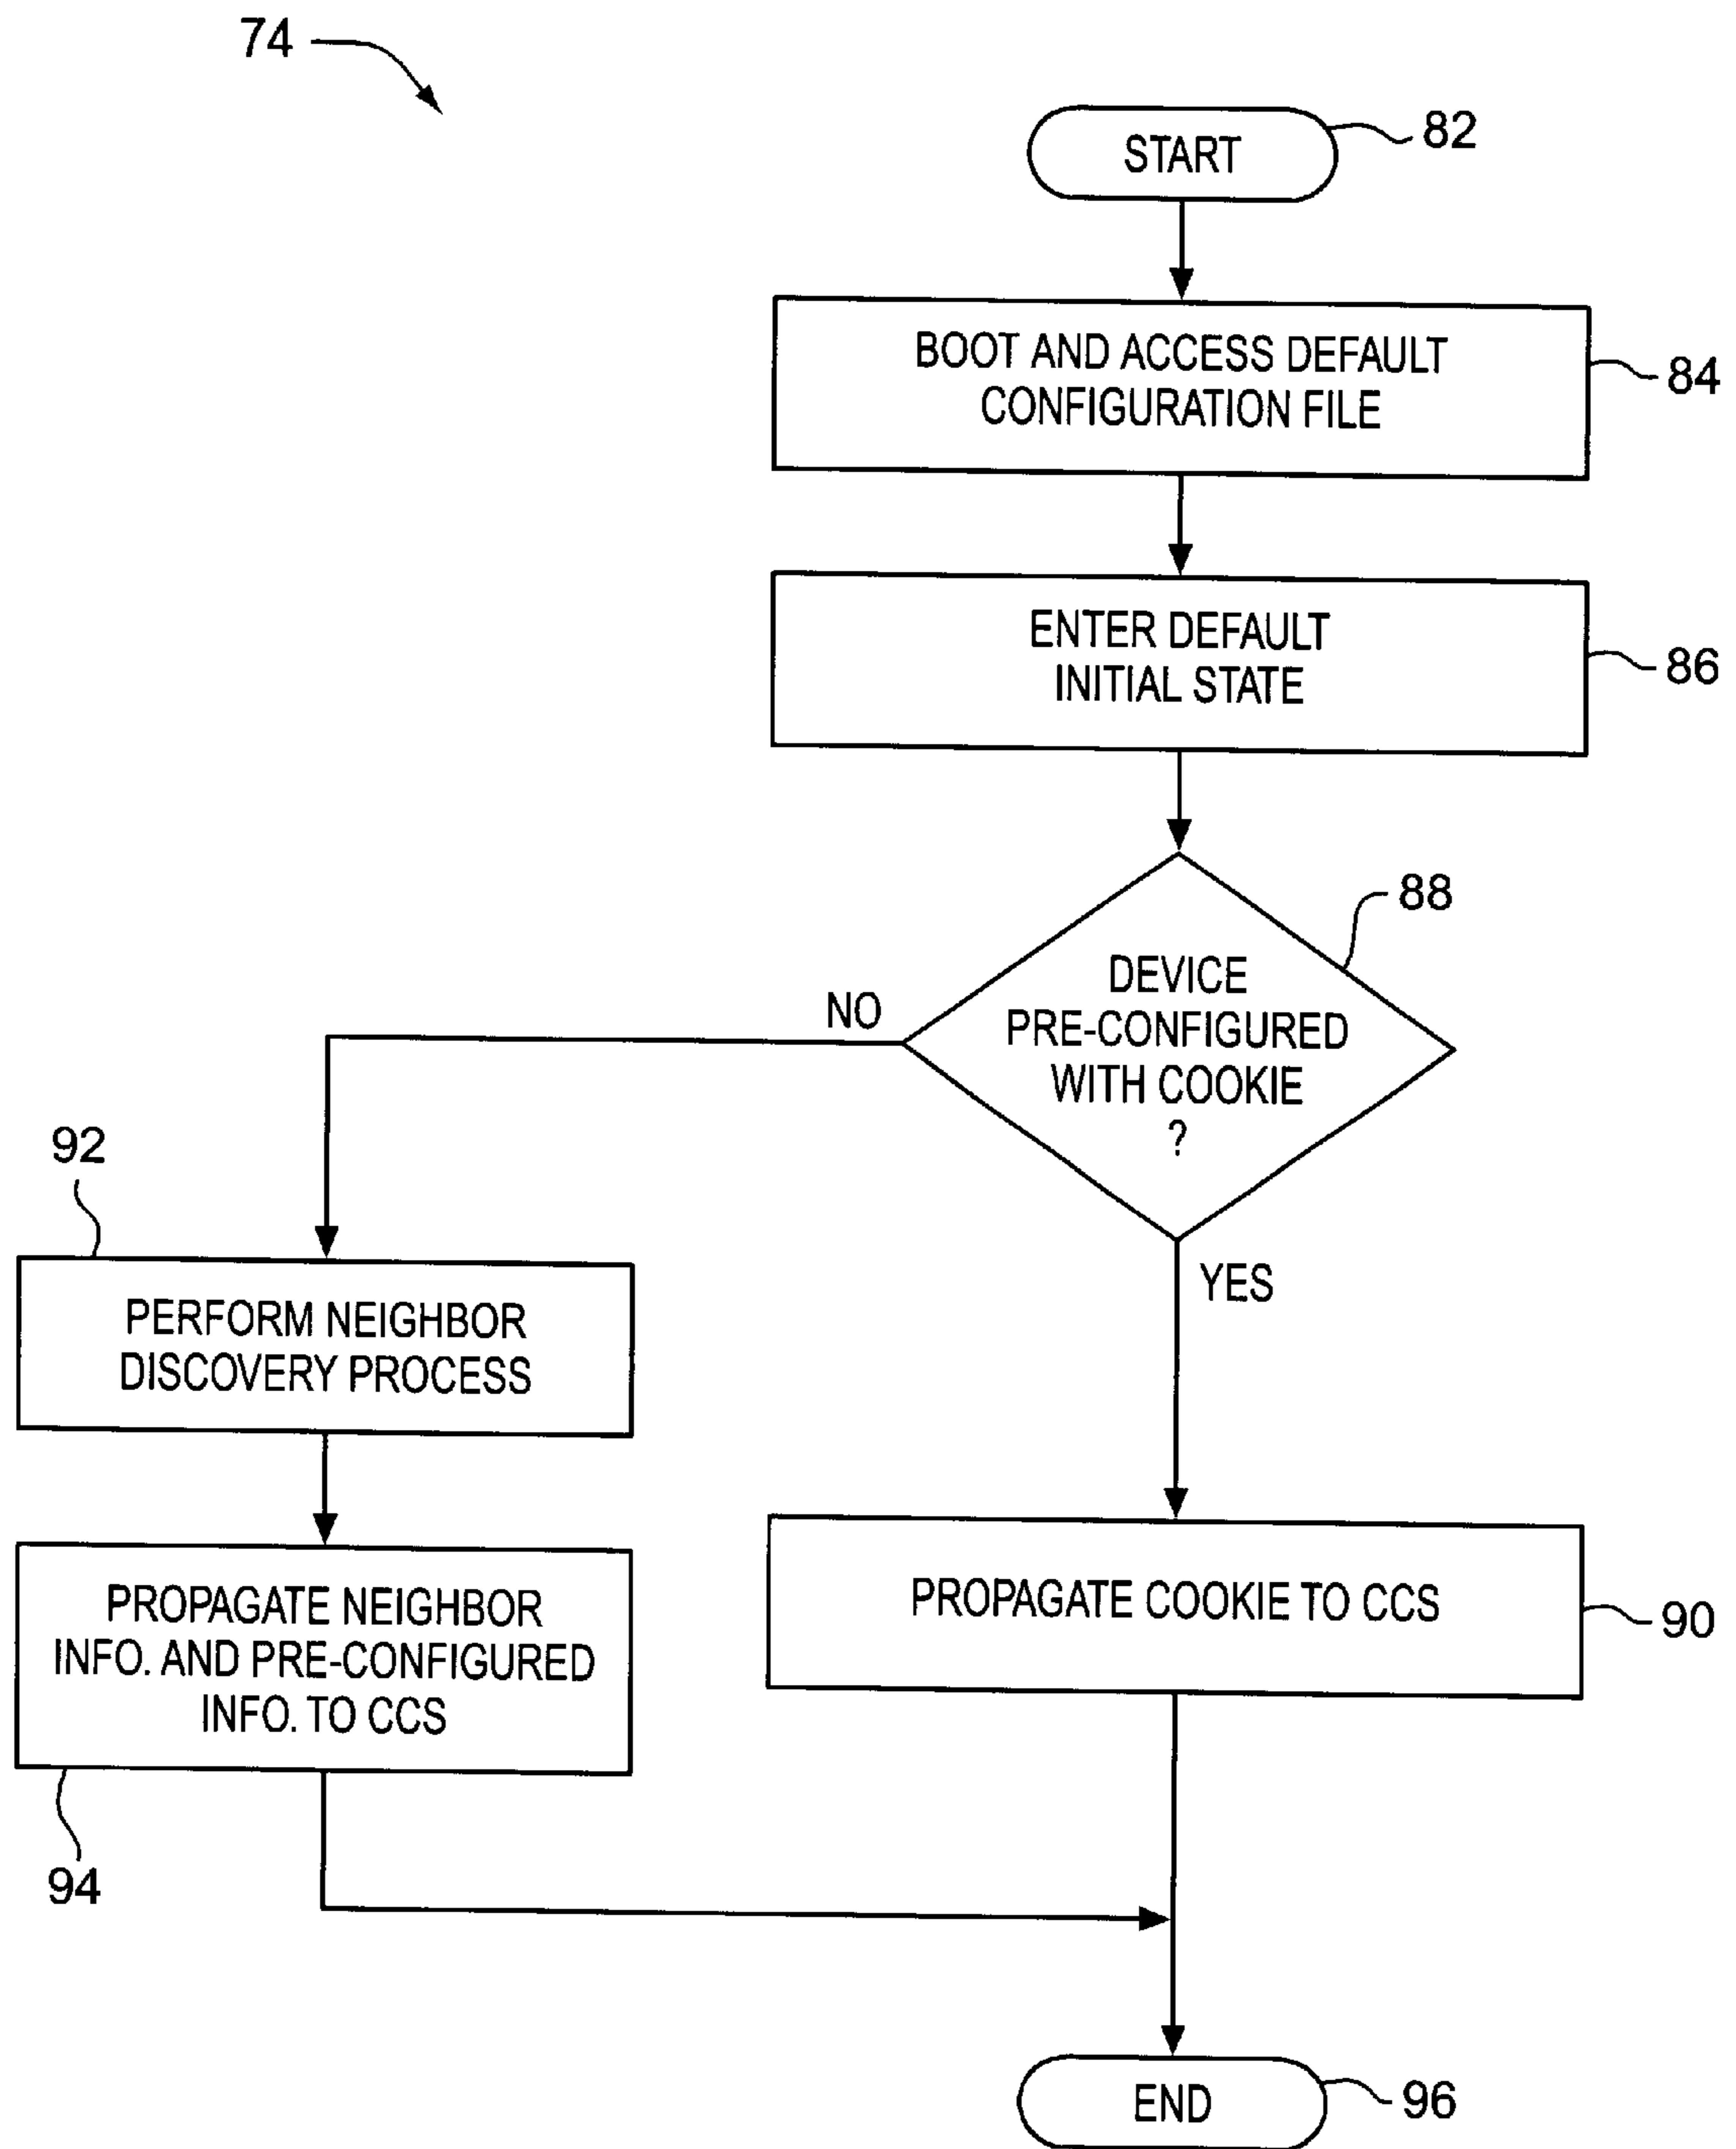 74
START
82
BOOT AND ACCESS DEFAULT
CONFIGURATION FILE
84
ENTER DEFAULT
INITIAL STATE
86
88
DEVICE
PRE-CONFIGURED
WITH COOKIE
?
NO
YES
92
PERFORM NEIGHBOR
DISCOVERY PROCESS
PROPAGATE NEIGHBOR
INFO. AND PRE-CONFIGURED
INFO. TO CCS
94
PROPAGATE COOKIE TO CCS
90
END
96